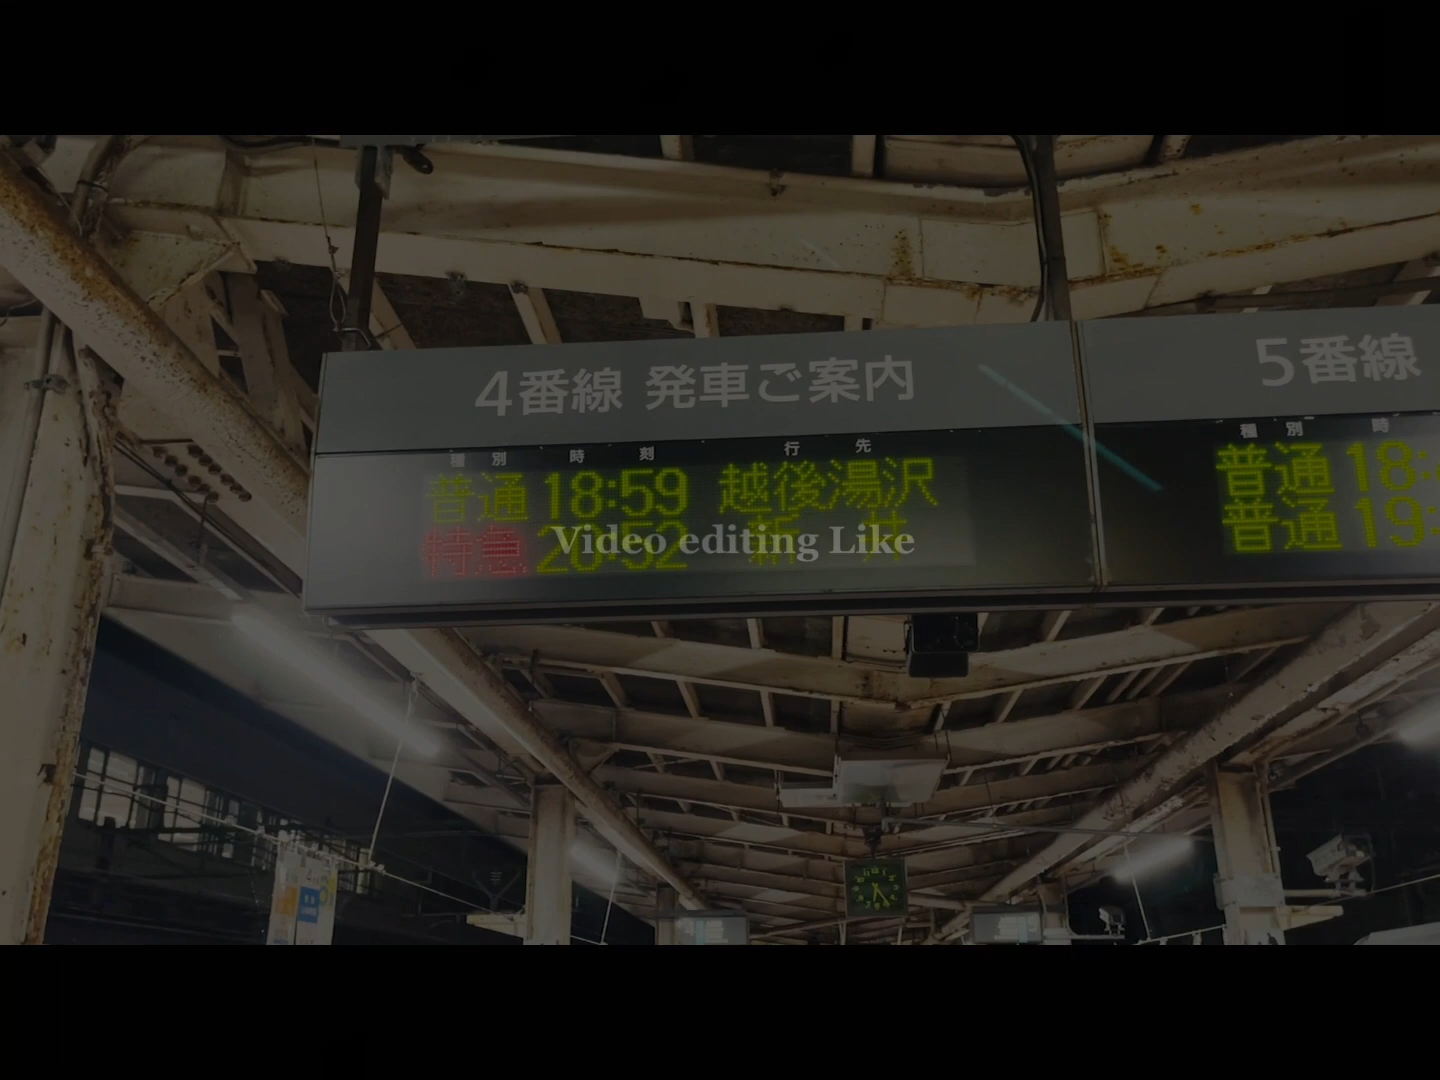 4番線 発車ご案内
種別 時刻 行先
普通 18:59 越後湯沢
特急 20:52 新 井
Video editing Like
5番線
種別 時
普通 18:
普通 19: